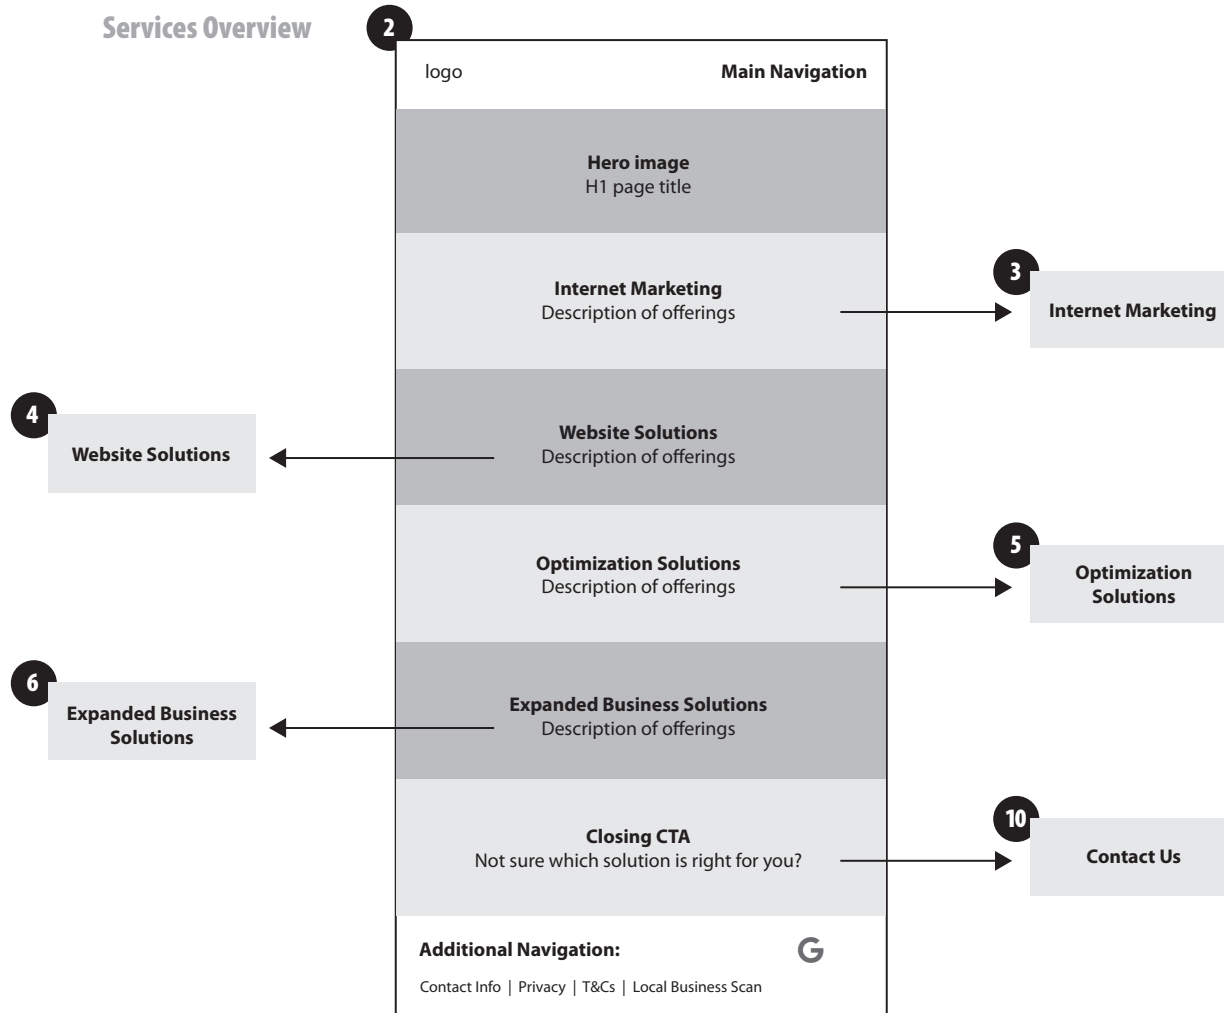 Services Overview
2
logo
Main Navigation
Hero image
H1 page title
Internet Marketing
Description of offerings
3
Internet Marketing
Website Solutions
Description of offerings
4
Website Solutions
Optimization Solutions
Description of offerings
5
Optimization
Solutions
Expanded Business Solutions
Description of offerings
6
Expanded Business
Solutions
Closing CTA
Not sure which solution is right for you?
10
Contact Us
Additional Navigation:
G
Contact Info | Privacy | T&Cs | Local Business Scan